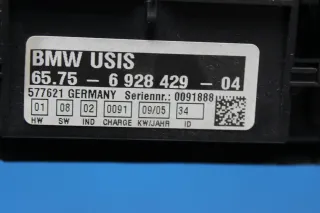 BMW USIS
65.75 - 6 928 429 - 04
577621 GERMANY Seriennr.: 0091888
01 08 02 0091 09/05 34
HW SW IND CHARGE KW/JAHR ID